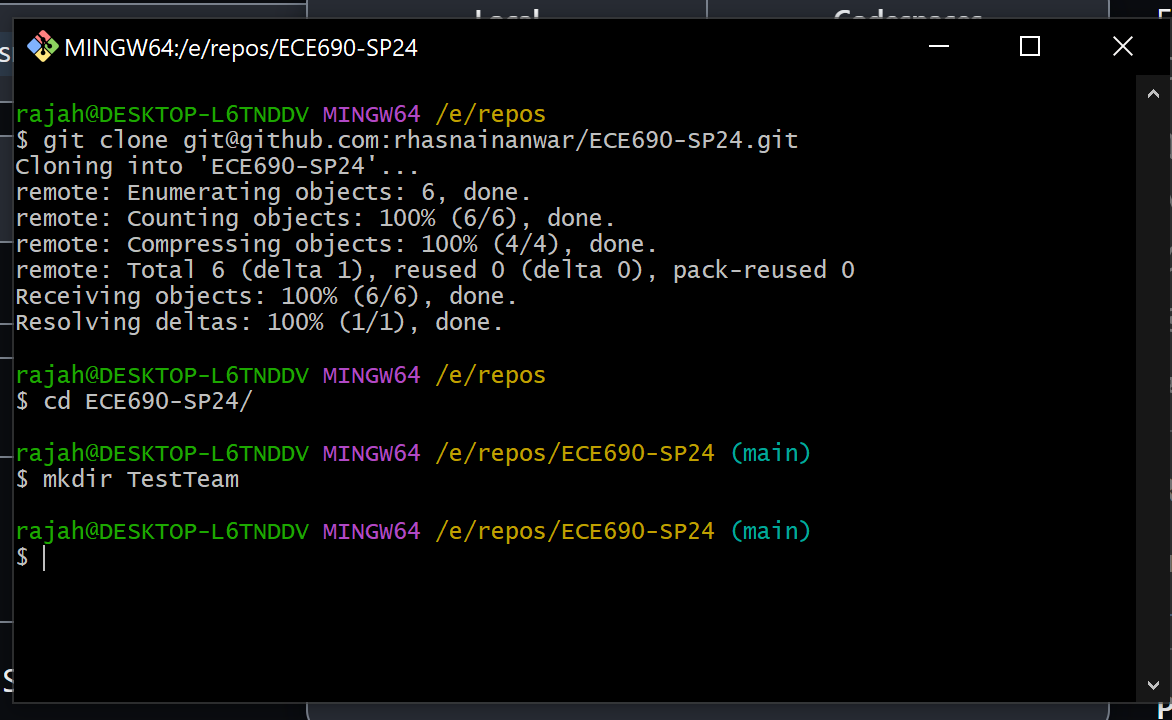 MINGW64:/e/repos/ECE690-SP24
rajah@DESKTOP-L6TNDDV MINGW64 /e/repos
$ git clone git@github.com:rhasnainanwar/ECE690-SP24.git
Cloning into 'ECE690-SP24'...
remote: Enumerating objects: 6, done.
remote: Counting objects: 100% (6/6), done.
remote: Compressing objects: 100% (4/4), done.
remote: Total 6 (delta 1), reused 0 (delta 0), pack-reused 0
Receiving objects: 100% (6/6), done.
Resolving deltas: 100% (1/1), done.
rajah@DESKTOP-L6TNDDV MINGW64 /e/repos
$ cd ECE690-SP24/
rajah@DESKTOP-L6TNDDV MINGW64 /e/repos/ECE690-SP24 (main)
$ mkdir TestTeam
rajah@DESKTOP-L6TNDDV MINGW64 /e/repos/ECE690-SP24 (main)
$